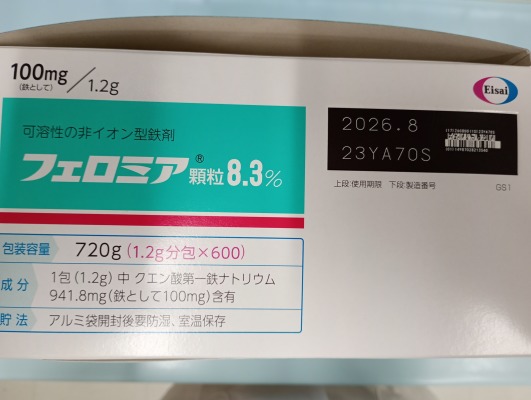 100mg/1.2g
(鉄として)
Eisai
可溶性の非イオン型鉄剤
フェロミア®顆粒8.3%
2026.8
23YA70S
上段:使用期限 下段:製造番号 GS1
包装容量 720g(1.2g分包×600)
成分 1包(1.2g)中 クエン酸第一鉄ナトリウム
941.8mg(鉄として100mg)含有
貯法 アルミ袋開封後要防湿、室温保存